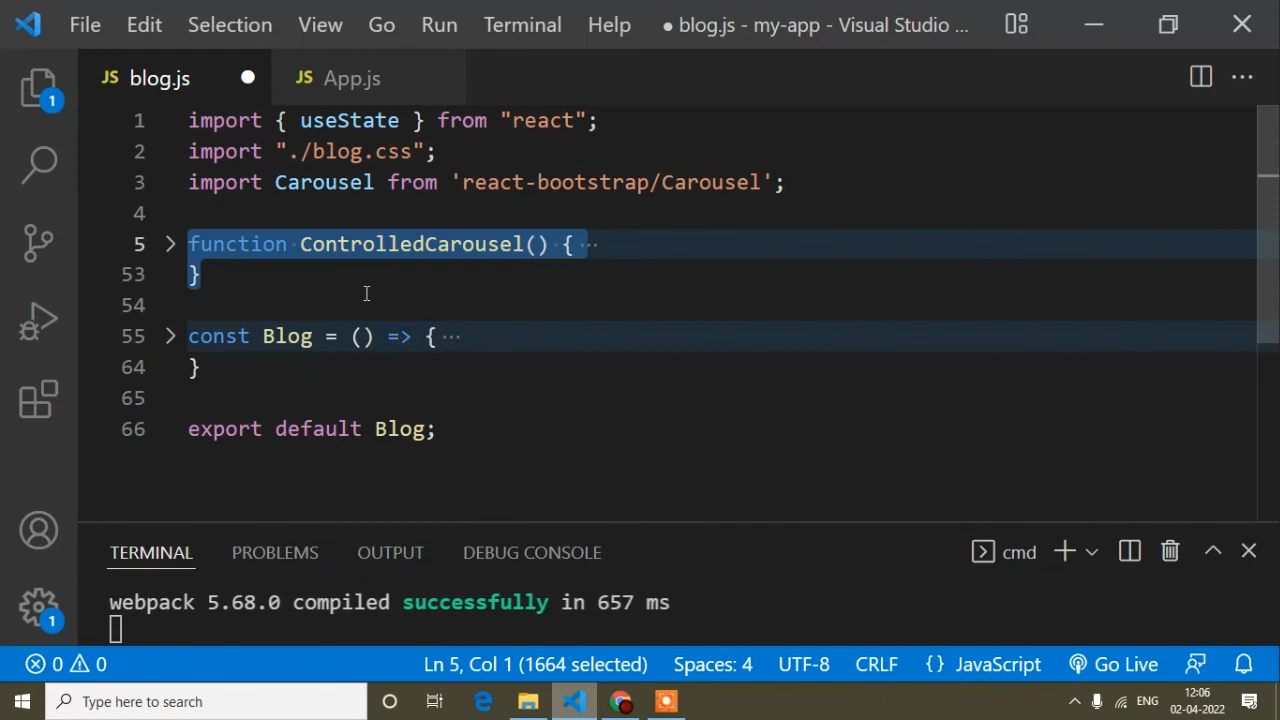 File Edit Selection View Go Run Terminal Help ● blog.js - my-app - Visual Studio ...
JS blog.js ● JS App.js
1
1 import { useState } from "react";
2 import "./blog.css";
3 import Carousel from 'react-bootstrap/Carousel';
4
5 function ControlledCarousel() { ···
53 }
54
55 const Blog = () => { ···
64 }
65
66 export default Blog;
TERMINAL PROBLEMS OUTPUT DEBUG CONSOLE cmd
webpack 5.68.0 compiled successfully in 657 ms
1
0 0 Ln 5, Col 1 (1664 selected) Spaces: 4 UTF-8 CRLF {} JavaScript Go Live
Type here to search ENG 12:06
02-04-2022